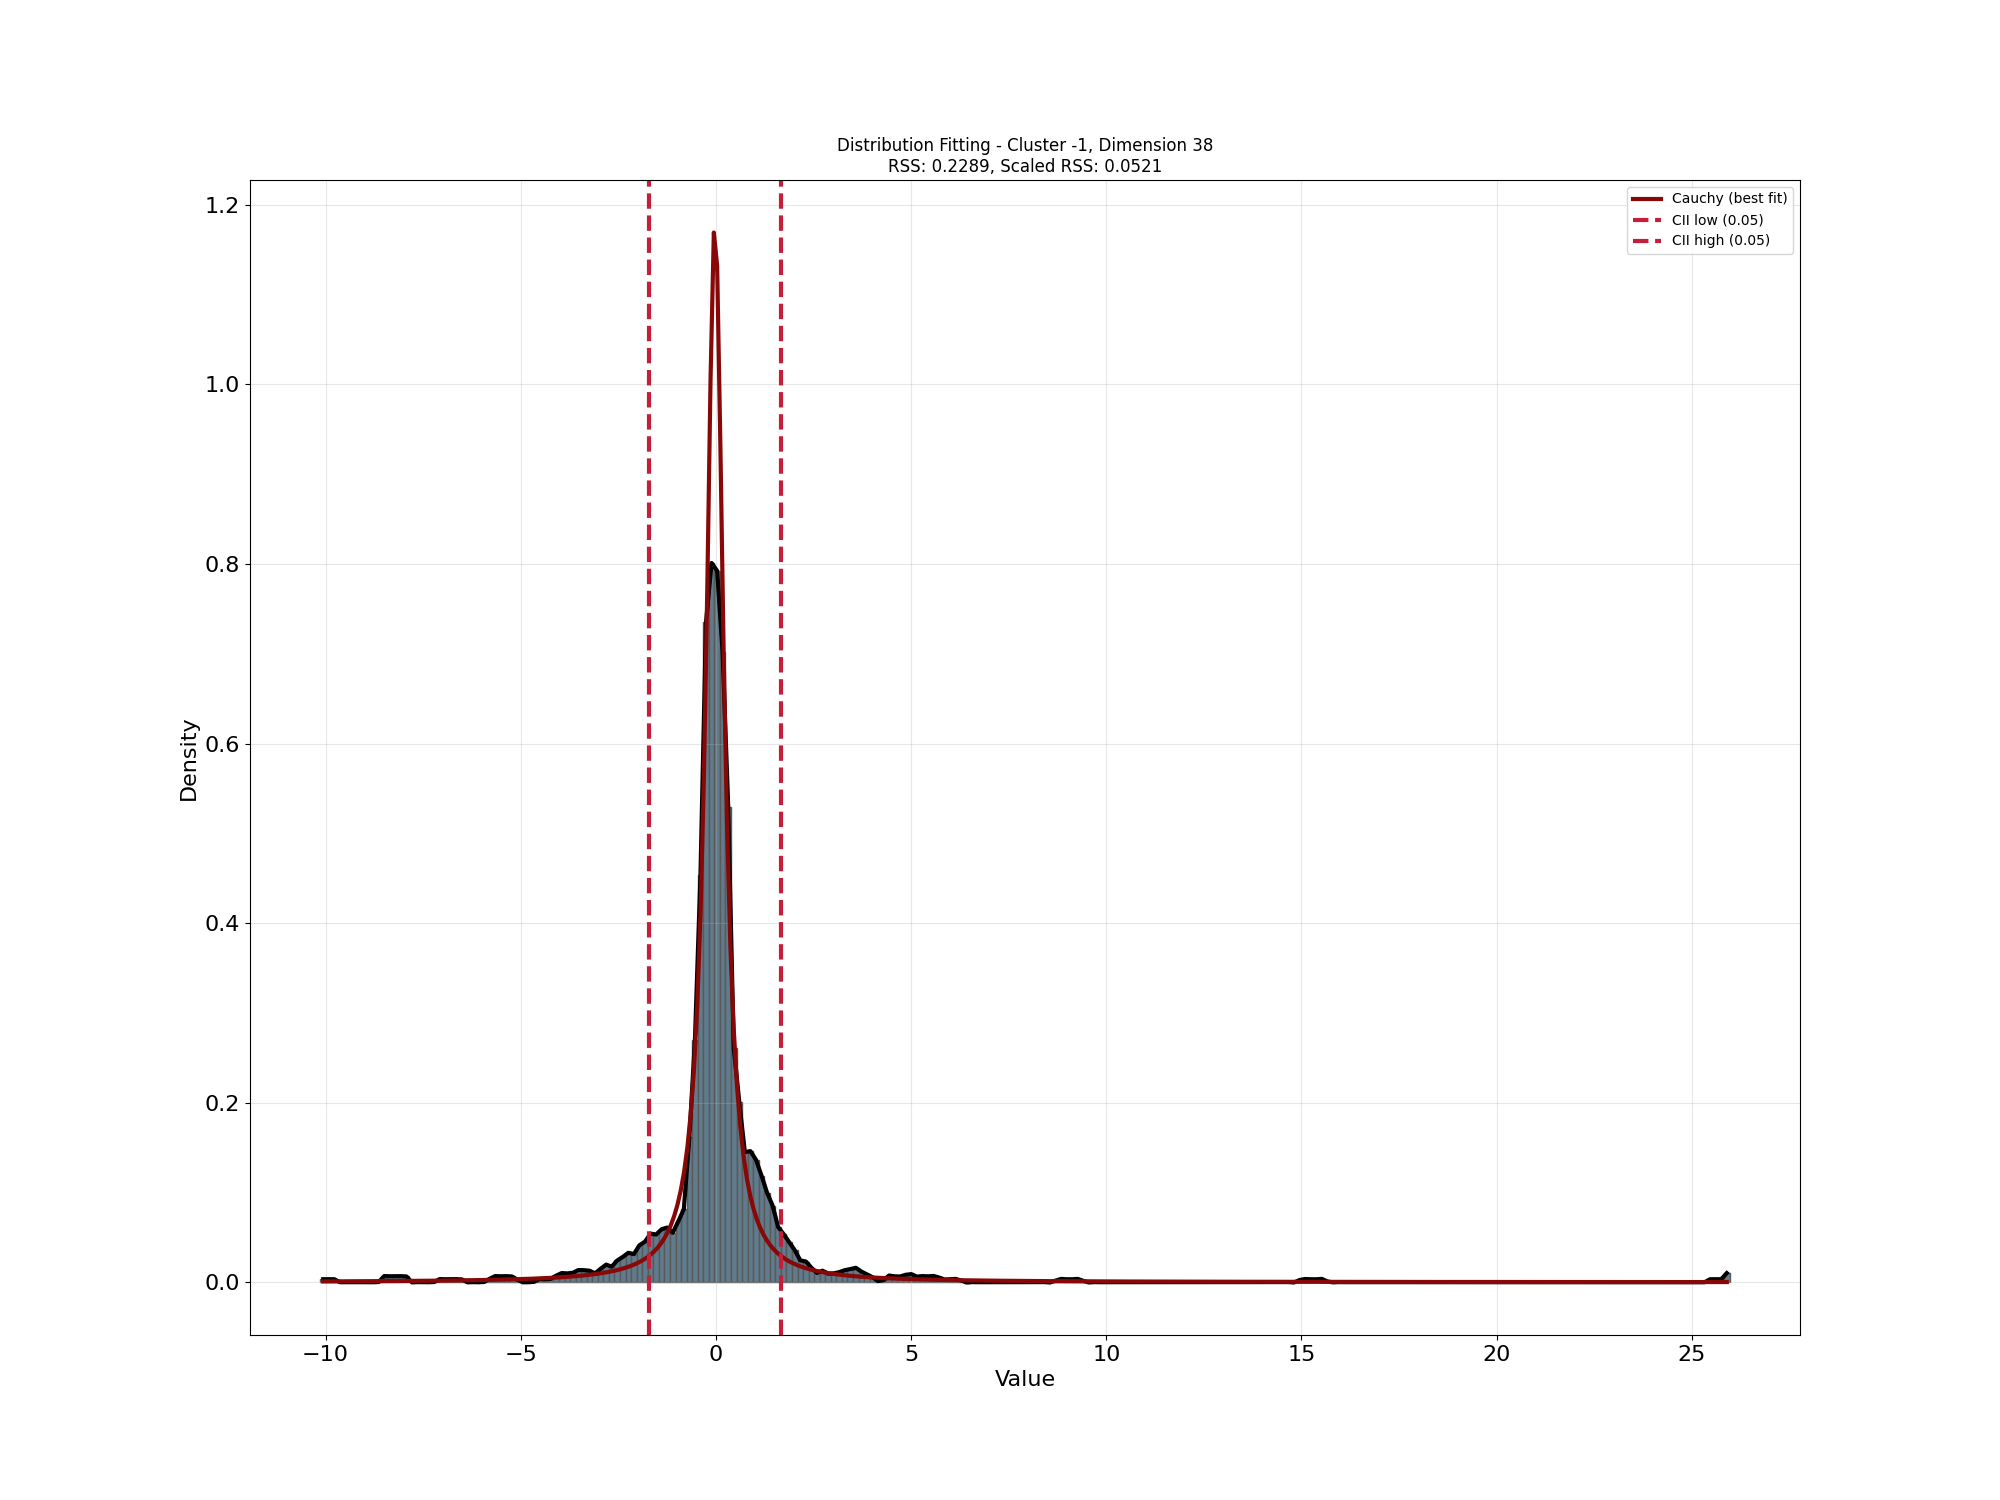 Distribution Fitting - Cluster -1, Dimension 38
RSS: 0.2289, Scaled RSS: 0.0521
Cauchy (best fit)
CII low (0.05)
CII high (0.05)
Density
1.2
1.0
0.8
0.6
0.4
0.2
0.0
−10 −5 0 5 10 15 20 25
Value